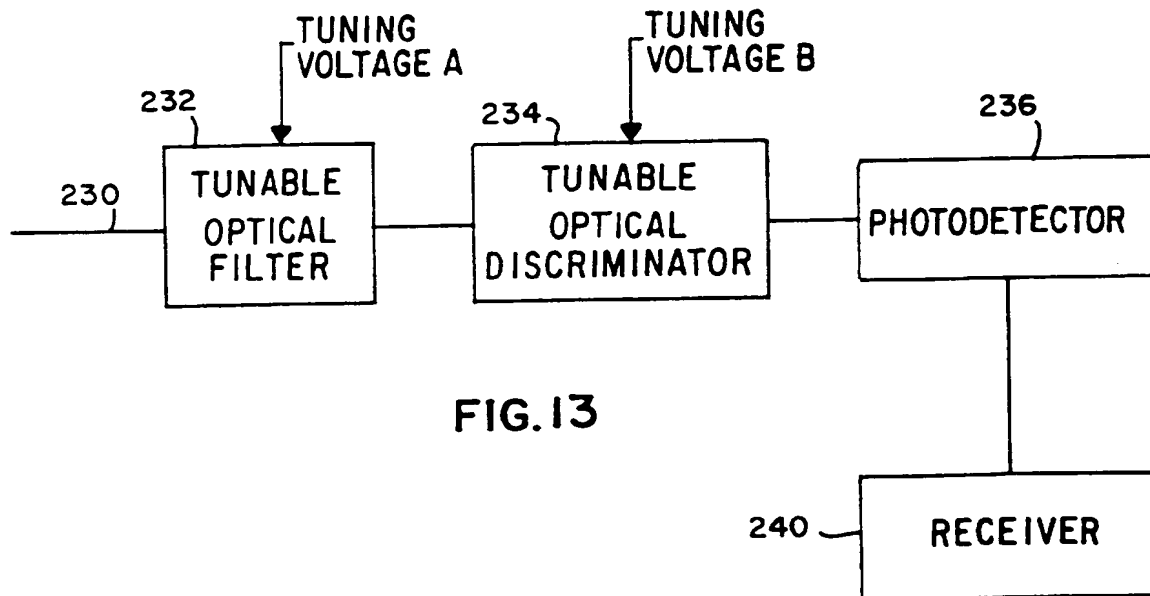 TUNING
VOLTAGE A
TUNING
VOLTAGE B
232
234
236
230
TUNABLE
OPTICAL
FILTER
TUNABLE
OPTICAL
DISCRIMINATOR
PHOTODETECTOR
FIG.13
240
RECEIVER